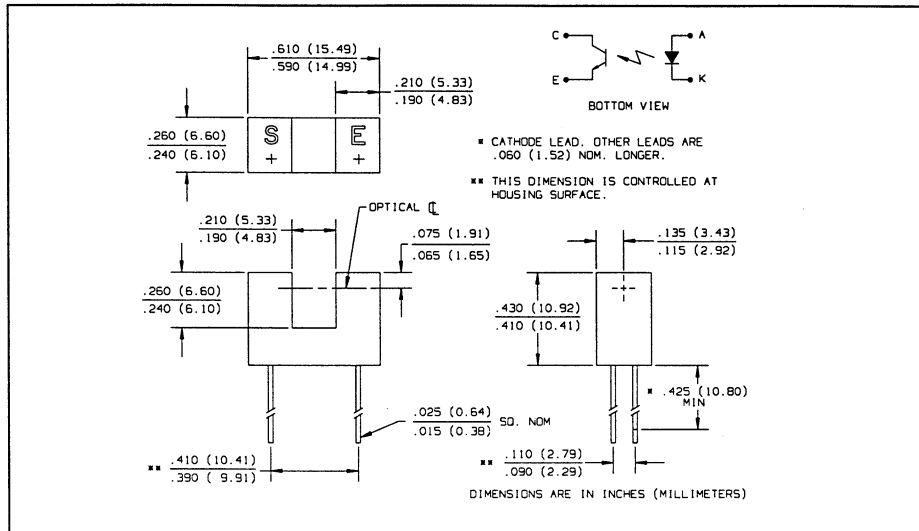 .610 (15.49)
.590 (14.99)
.210 (5.33)
.190 (4.83)
C
A
E
K
BOTTOM VIEW
.260 (6.60)
.240 (6.10)
S
E
+
+
* CATHODE LEAD. OTHER LEADS ARE
.060 (1.52) NOM. LONGER.
** THIS DIMENSION IS CONTROLLED AT
HOUSING SURFACE.
OPTICAL ℄
.210 (5.33)
.190 (4.83)
.075 (1.91)
.065 (1.65)
.135 (3.43)
.115 (2.92)
.260 (6.60)
.240 (6.10)
.430 (10.92)
.410 (10.41)
* .425 (10.80)
MIN
.025 (0.64)
.015 (0.38)
SQ. NOM
** .410 (10.41)
.390 ( 9.91)
** .110 (2.79)
.090 (2.29)
DIMENSIONS ARE IN INCHES (MILLIMETERS)